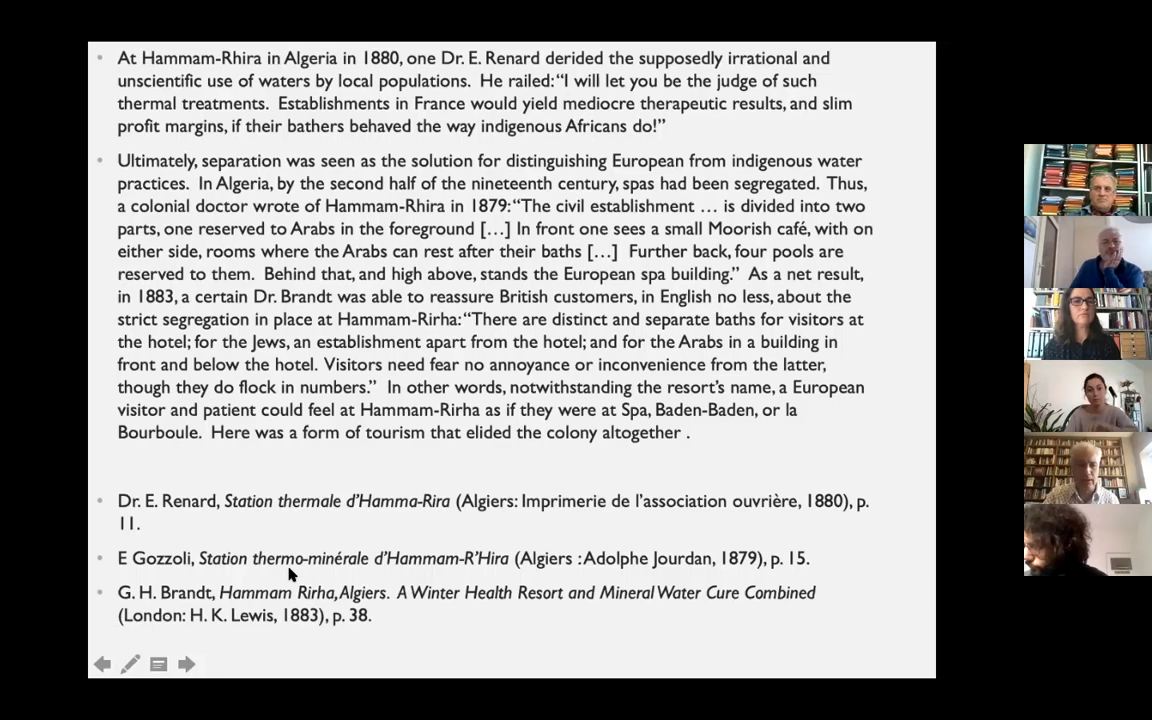 At Hammam-Rhira in Algeria in 1880, one Dr. E. Renard derided the supposedly irrational and
unscientific use of waters by local populations.  He railed: “I will let you be the judge of such
thermal treatments.  Establishments in France would yield mediocre therapeutic results, and slim
profit margins, if their bathers behaved the way indigenous Africans do!”
Ultimately, separation was seen as the solution for distinguishing European from indigenous water
practices.  In Algeria, by the second half of the nineteenth century, spas had been segregated.  Thus,
a colonial doctor wrote of Hammam-Rhira in 1879: “The civil establishment … is divided into two
parts, one reserved to Arabs in the foreground […] In front one sees a small Moorish café, with on
either side, rooms where the Arabs can rest after their baths […]  Further back, four pools are
reserved to them.  Behind that, and high above, stands the European spa building.”  As a net result,
in 1883, a certain Dr. Brandt was able to reassure British customers, in English no less, about the
strict segregation in place at Hammam-Rirha: “There are distinct and separate baths for visitors at
the hotel; for the Jews, an establishment apart from the hotel; and for the Arabs in a building in
front and below the hotel. Visitors need fear no annoyance or inconvenience from the latter,
though they do flock in numbers.”  In other words, notwithstanding the resort’s name, a European
visitor and patient could feel at Hammam-Rirha as if they were at Spa, Baden-Baden, or la
Bourboule.  Here was a form of tourism that elided the colony altogether .
Dr. E. Renard, Station thermale d’Hamma-Rira (Algiers: Imprimerie de l’association ouvrière, 1880), p.
11.
E Gozzoli, Station thermo-minérale d’Hammam-R’Hira (Algiers : Adolphe Jourdan, 1879), p. 15.
G. H. Brandt, Hammam Rirha, Algiers.  A Winter Health Resort and Mineral Water Cure Combined
(London: H. K. Lewis, 1883), p. 38.